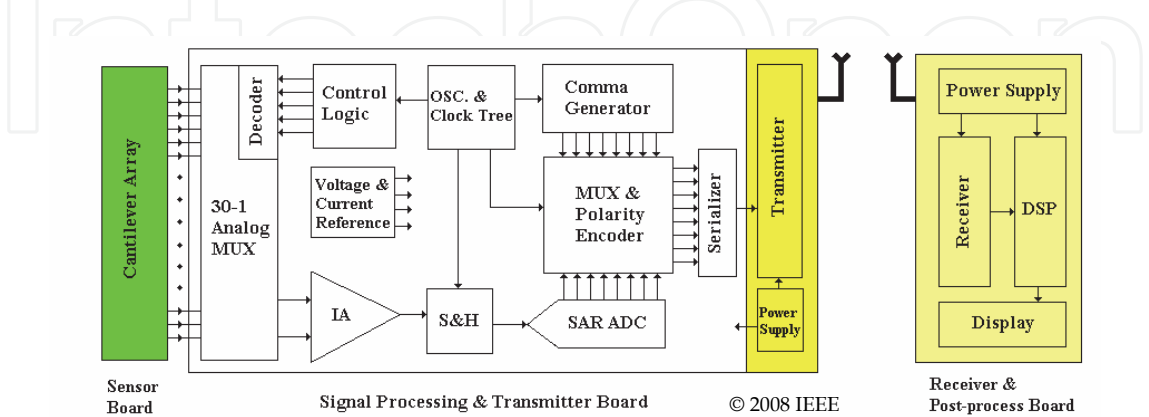 IntechOpen
Cantilever Array
Sensor
Board
30-1
Analog
MUX
Decoder
Control
Logic
OSC. &
Clock Tree
Comma
Generator
Voltage &
Current
Reference
MUX &
Polarity
Encoder
Serializer
IA
S&H
SAR ADC
Transmitter
Power
Supply
Signal Processing & Transmitter Board
© 2008 IEEE
Power Supply
Receiver
DSP
Display
Receiver &
Post-process Board